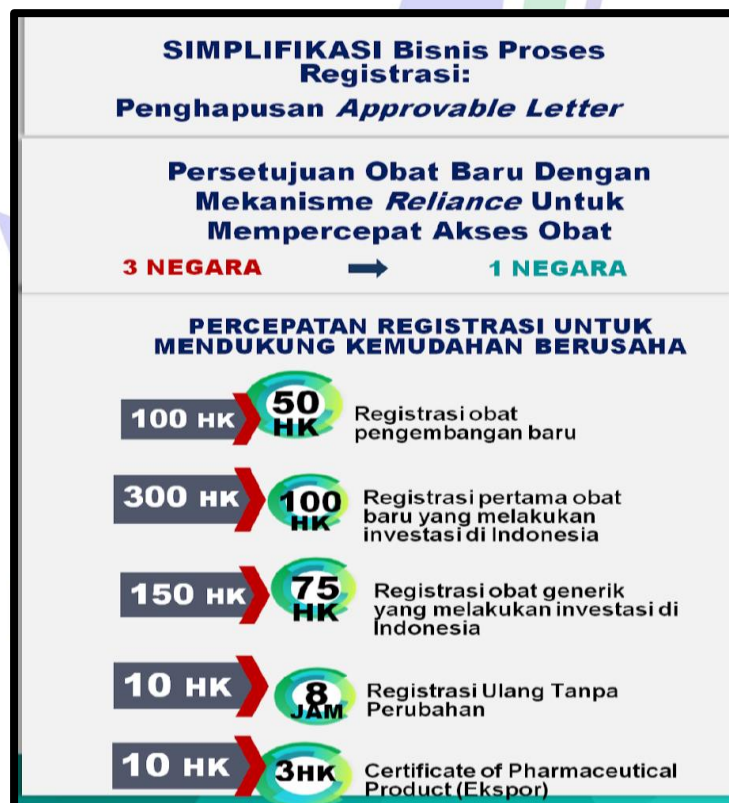 SIMPLIFIKASI Bisnis Proses
Registrasi:
Penghapusan Approvable Letter
Persetujuan Obat Baru Dengan
Mekanisme Reliance Untuk
Mempercepat Akses Obat
3 NEGARA 1 NEGARA
PERCEPATAN REGISTRASI UNTUK
MENDUKUNG KEMUDAHAN BERUSAHA
100 HK
50
HK
Registrasi obat
pengembangan baru
300 HK
100
HK
Registrasi pertama obat
baru yang melakukan
investasi di Indonesia
150 HK
75
HK
Registrasi obat generik
yang melakukan investasi di
Indonesia
10 HK
8
JAM
Registrasi Ulang Tanpa
Perubahan
10 HK
3HK
Certificate of Pharmaceutical
Product (Ekspor)